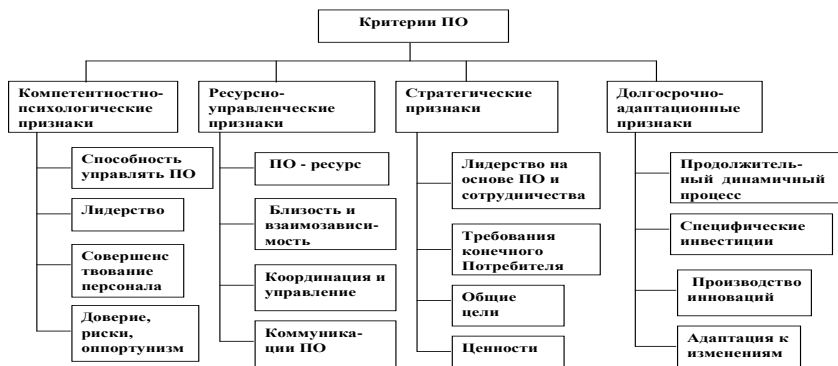 Критерии ПО
Компетентностно-
психологические
признаки
Способность
управлять ПО
Лидерство
Совершенс
твование
персонала
Доверие,
риски,
оппортунизм
Ресурсно-
управленческие
признаки
ПО - ресурс
Близость и
взаимозависи-
мость
Координация и
управление
Коммуника-
ции ПО
Стратегические
признаки
Лидерство на
основе ПО и
сотрудничества
Требования
конечного
Потребителя
Общие
цели
Ценности
Долгосрочно-
адаптационные
признаки
Продолжитель-
ный динамичный
процесс
Специфические
инвестиции
Производство
инноваций
Адаптация к
изменениям